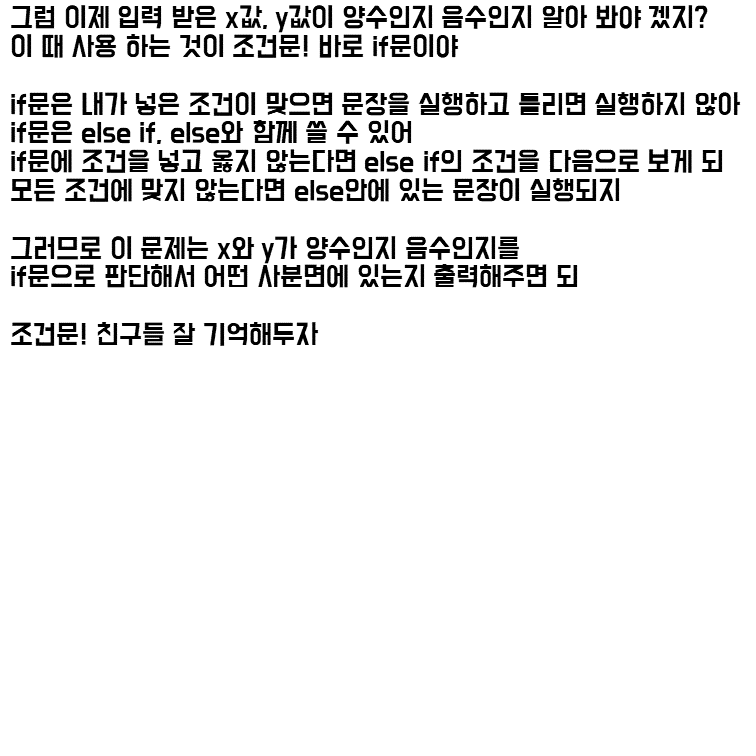 그럼 이제 입력 받은 x값, y값이 양수인지 음수인지 알아 봐야 겠지?
이 때 사용 하는 것이 조건문! 바로 if문이야
if문은 내가 넣은 조건이 맞으면 문장을 실행하고 틀리면 실행하지 않아
if문은 else if, else와 함께 쓸 수 있어
if문에 조건을 넣고 옳지 않는다면 else if의 조건을 다음으로 보게 되
모든 조건에 맞지 않는다면 else안에 있는 문장이 실행되지
그러므로 이 문제는 x와 y가 양수인지 음수인지를
if문으로 판단해서 어떤 사분면에 있는지 출력해주면 되
조건문! 친구들 잘 기억해두자